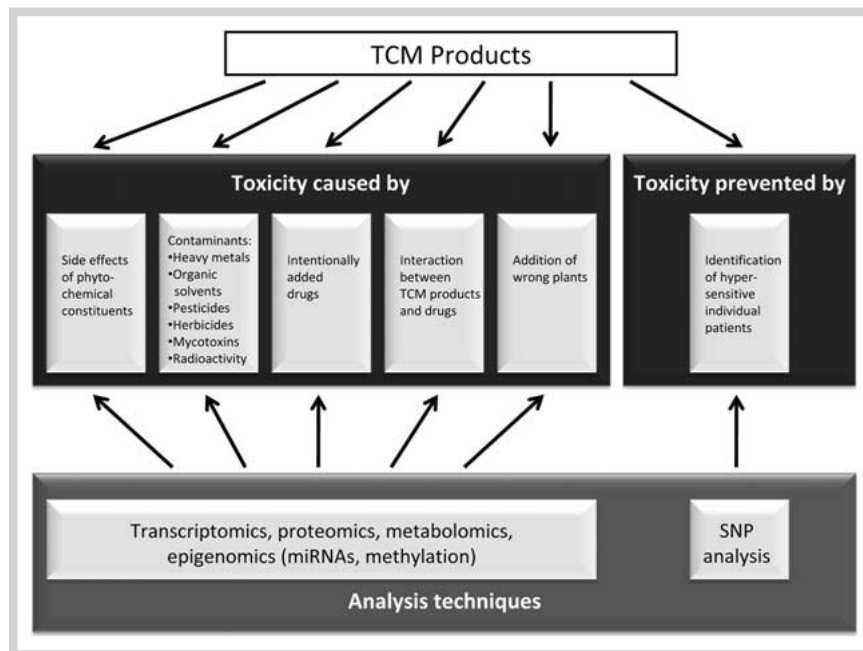 TCM Products
Toxicity caused by
Side effects
of phyto-
chemical
constituents
Contaminants:
•Heavy metals
•Organic
solvents
•Pesticides
•Herbicides
•Mycotoxins
•Radioactivity
Intentionally
added
drugs
Interaction
between
TCM products
and drugs
Addition of
wrong plants
Toxicity prevented by
Identification
of hyper-
sensitive
individual
patients
Transcriptomics, proteomics, metabolomics,
epigenomics (miRNAs, methylation)
SNP
analysis
Analysis techniques